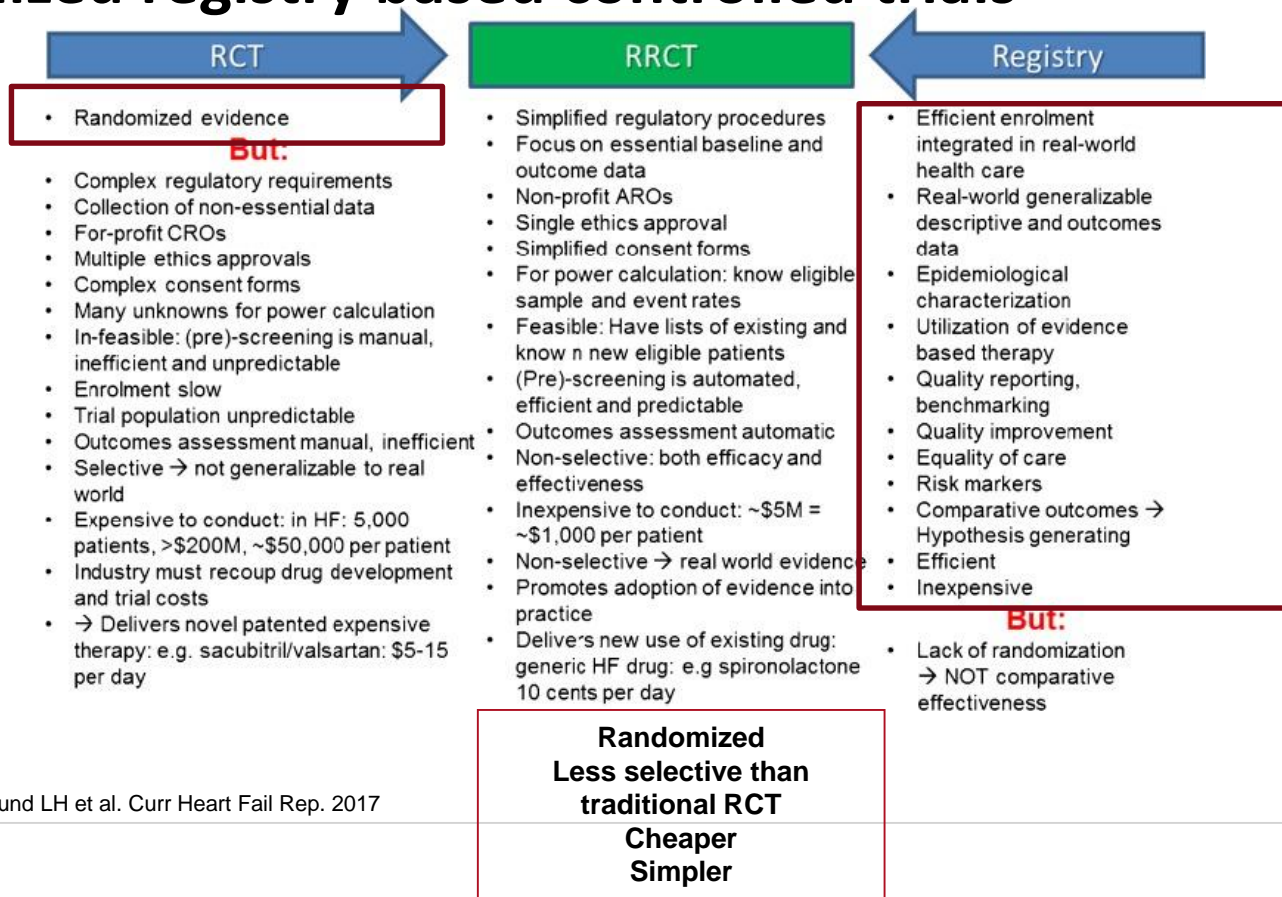 RCT
• Randomized evidence
But:
• Complex regulatory requirements
• Collection of non-essential data
• For-profit CROs
• Multiple ethics approvals
• Complex consent forms
• Many unknowns for power calculation
• In-feasible: (pre)-screening is manual,
inefficient and unpredictable
• Enrolment slow
• Trial population unpredictable
• Outcomes assessment manual, inefficient
• Selective → not generalizable to real
world
• Expensive to conduct: in HF: 5,000
patients, >$200M, ~$50,000 per patient
• Industry must recoup drug development
and trial costs
• → Delivers novel patented expensive
therapy: e.g. sacubitril/valsartan: $5-15
per day
RRCT
• Simplified regulatory procedures
• Focus on essential baseline and
outcome data
• Non-profit AROs
• Single ethics approval
• Simplified consent forms
• For power calculation: know eligible
sample and event rates
• Feasible: Have lists of existing and
know n new eligible patients
• (Pre)-screening is automated,
efficient and predictable
• Outcomes assessment automatic
• Non-selective: both efficacy and
effectiveness
• Inexpensive to conduct: ~$5M =
~$1,000 per patient
• Non-selective → real world evidence
• Promotes adoption of evidence into
practice
• Delivers new use of existing drug:
generic HF drug: e.g spironolactone
10 cents per day
Registry
• Efficient enrolment
integrated in real-world
health care
• Real-world generalizable
descriptive and outcomes
data
• Epidemiological
characterization
• Utilization of evidence
based therapy
• Quality reporting,
benchmarking
• Quality improvement
• Equality of care
• Risk markers
• Comparative outcomes →
Hypothesis generating
• Efficient
• Inexpensive
But:
• Lack of randomization
→ NOT comparative
effectiveness
Randomized
Less selective than
traditional RCT
Cheaper
Simpler
und LH et al. Curr Heart Fail Rep. 2017